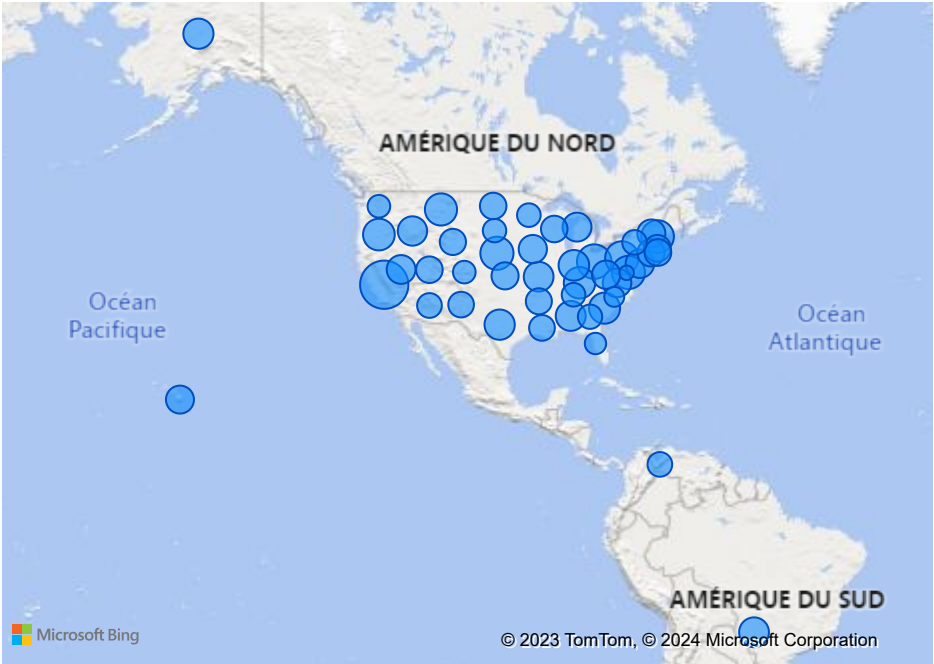 AMÉRIQUE DU NORD
Océan
Pacifique
Océan
Atlantique
AMÉRIQUE DU SUD
Microsoft Bing
© 2023 TomTom, © 2024 Microsoft Corporation